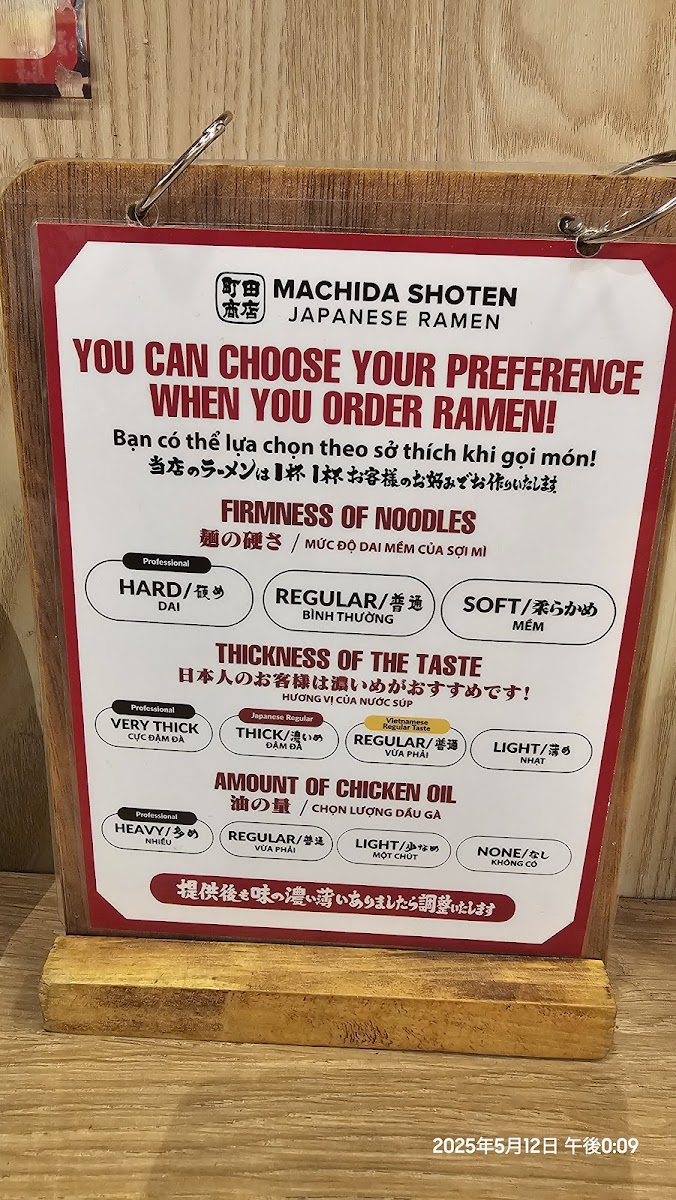 町田
商店
MACHIDA SHOTEN
JAPANESE RAMEN
YOU CAN CHOOSE YOUR PREFERENCE
WHEN YOU ORDER RAMEN!
Bạn có thể lựa chọn theo sở thích khi gọi món!
当店のラーメンは1杯1杯お客様のお好みでお作りいたします
FIRMNESS OF NOODLES
麺の硬さ / MỨC ĐỘ DAI MỀM CỦA SỢI MÌ
Professional
HARD/硬め
DAI
REGULAR/普通
BÌNH THƯỜNG
SOFT/柔らかめ
MỀM
THICKNESS OF THE TASTE
日本人のお客様は濃いめがおすすめです!
HƯƠNG VỊ CỦA NƯỚC SÚP
Professional
VERY THICK
CỰC ĐẬM ĐÀ
Japanese Regular
THICK/濃いめ
ĐẬM ĐÀ
Vietnamese
Regular Taste
REGULAR/普通
VỪA PHẢI
LIGHT/薄め
NHẠT
AMOUNT OF CHICKEN OIL
油の量 / CHỌN LƯỢNG DẦU GÀ
Professional
HEAVY/多め
NHIỀU
REGULAR/普通
VỪA PHẢI
LIGHT/少なめ
MỘT CHÚT
NONE/なし
KHÔNG CÓ
提供後も味の濃い薄いありましたら調整いたします
2025年5月12日 午後0:09